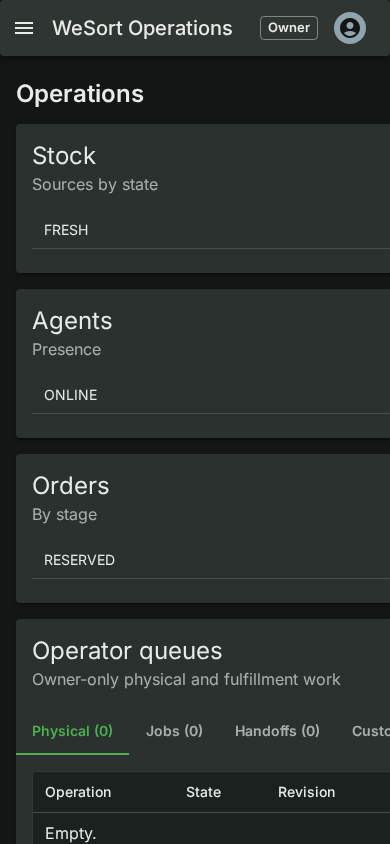 WeSort Operations
Owner
Operations
Stock
Sources by state
FRESH
Agents
Presence
ONLINE
Orders
By stage
RESERVED
Operator queues
Owner-only physical and fulfillment work
Physical (0) Jobs (0) Handoffs (0) Custo
Operation State Revision
Empty.